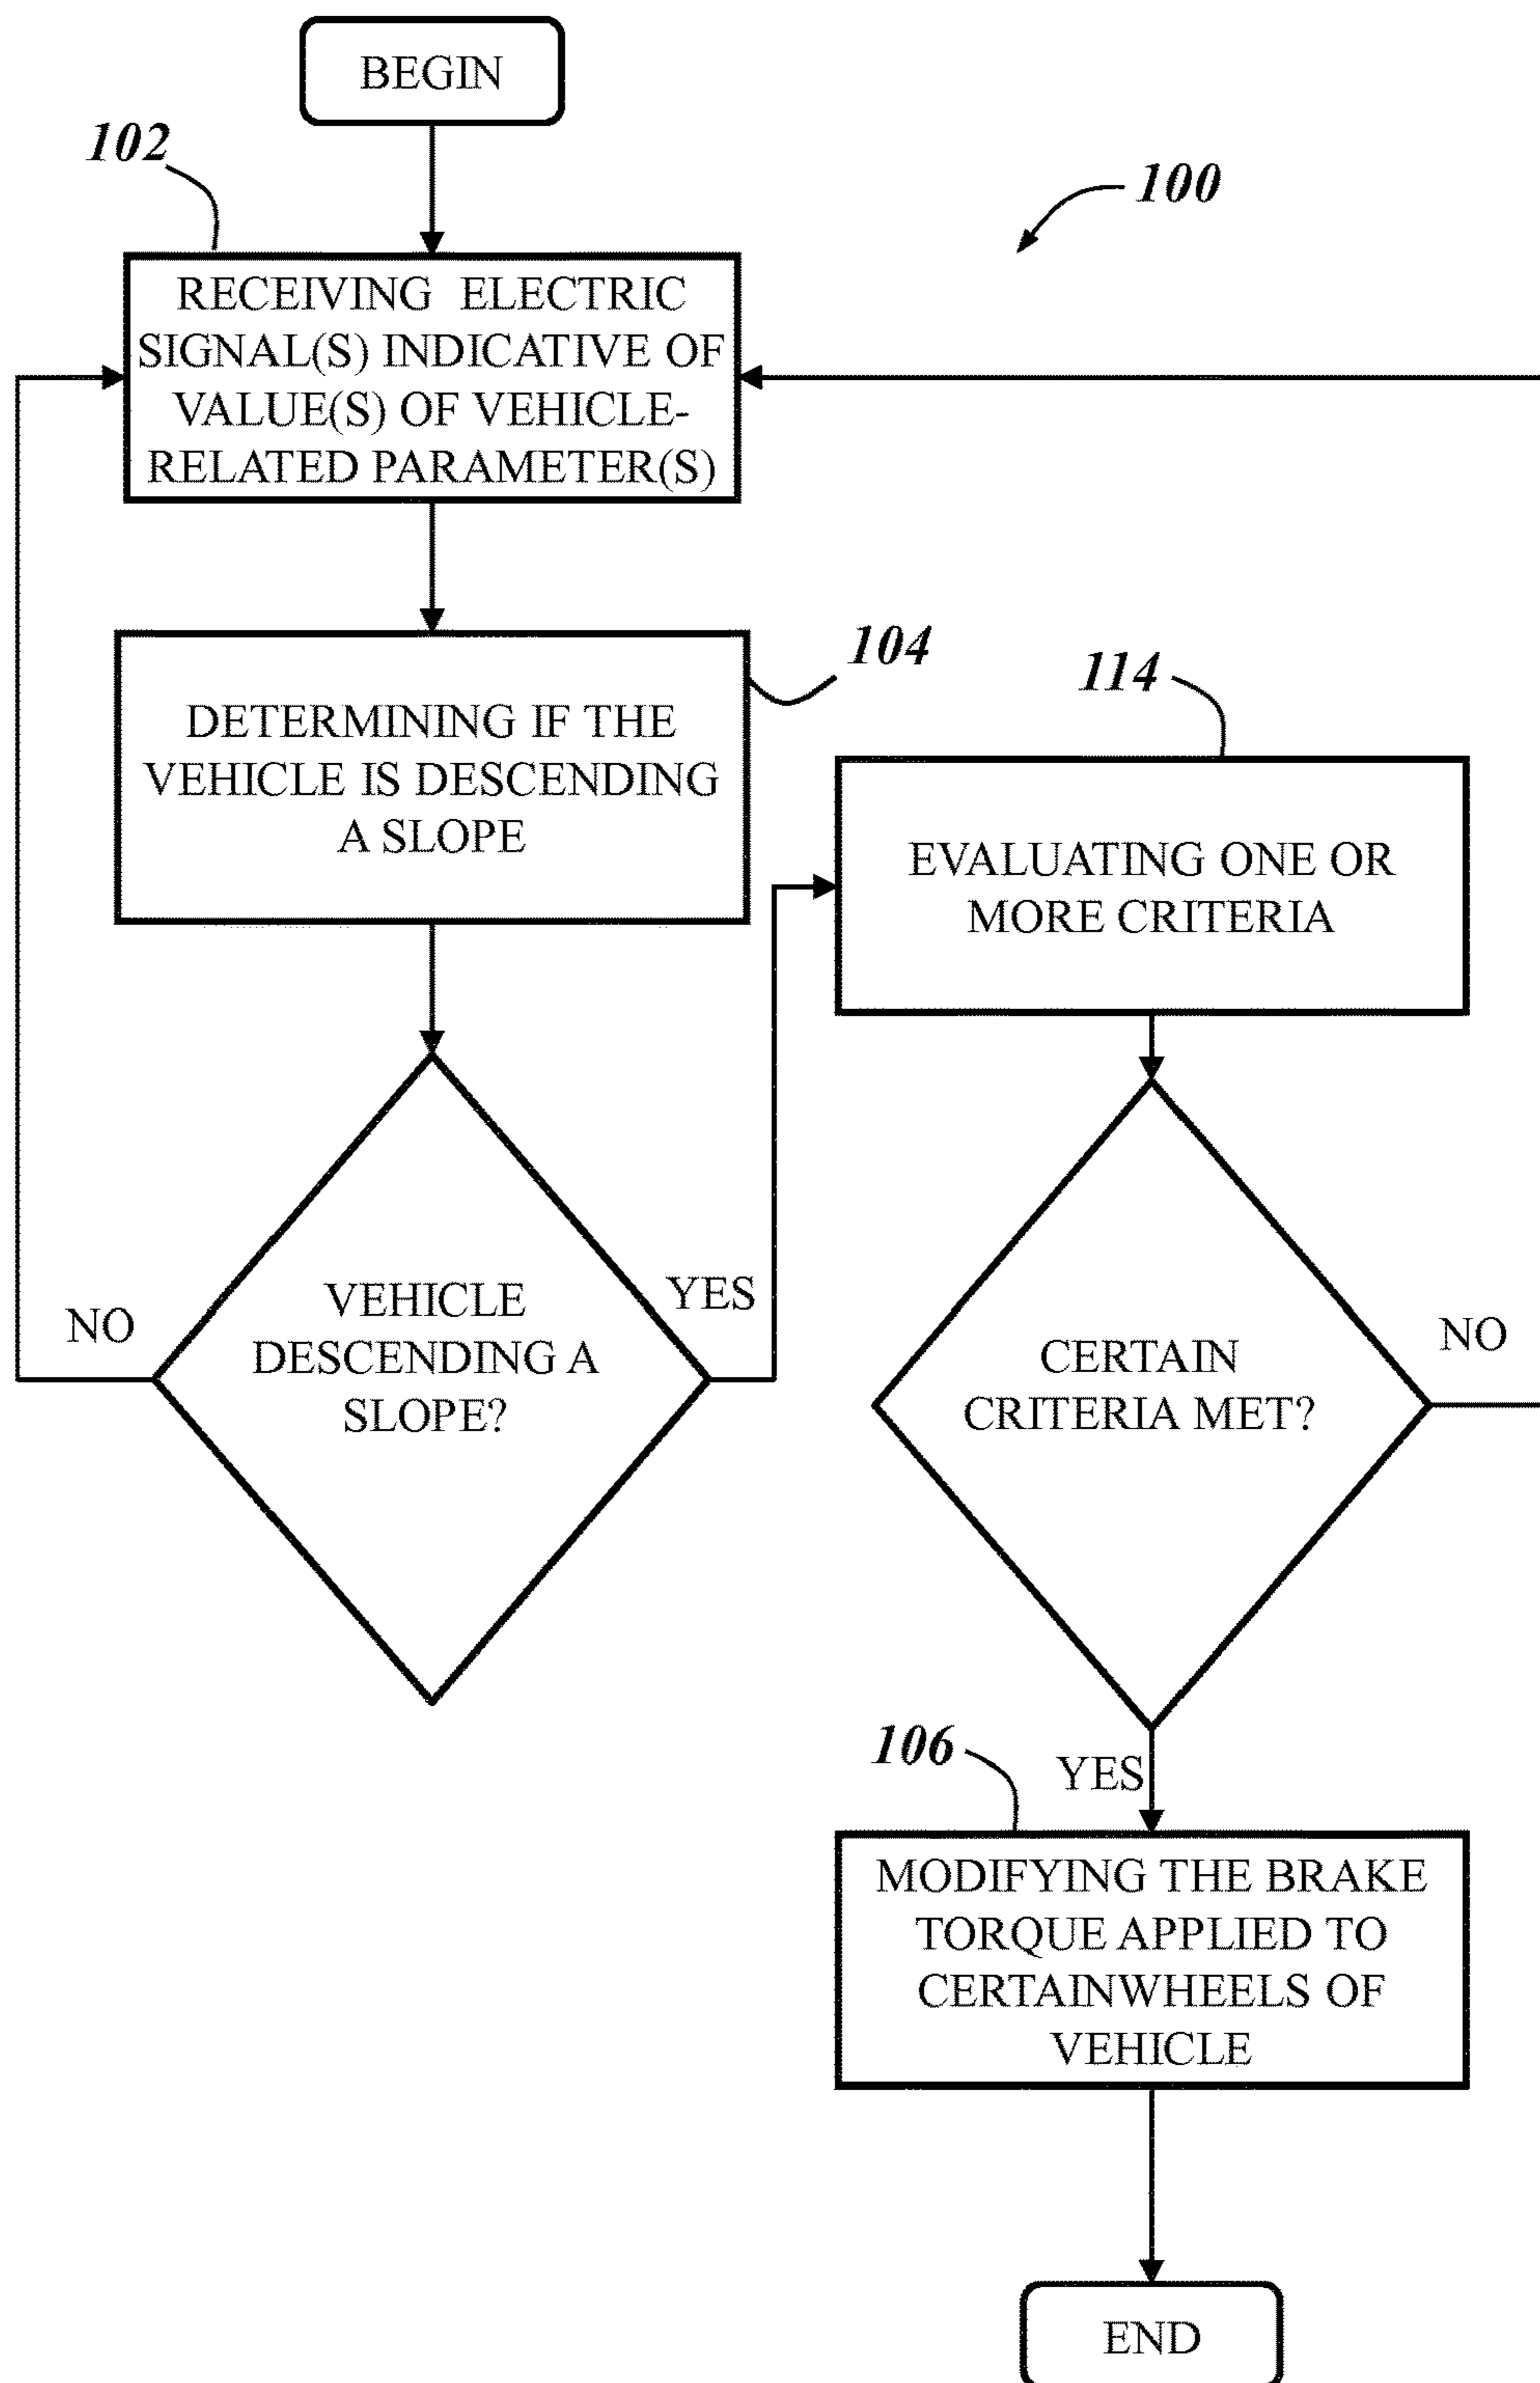 BEGIN
102
100
RECEIVING ELECTRIC
SIGNAL(S) INDICATIVE OF
VALUE(S) OF VEHICLE-
RELATED PARAMETER(S)
104
DETERMINING IF THE
VEHICLE IS DESCENDING
A SLOPE
114
EVALUATING ONE OR
MORE CRITERIA
VEHICLE
DESCENDING A
SLOPE?
NO
YES
CERTAIN
CRITERIA MET?
NO
YES
106
MODIFYING THE BRAKE
TORQUE APPLIED TO
CERTAINWHEELS OF
VEHICLE
END